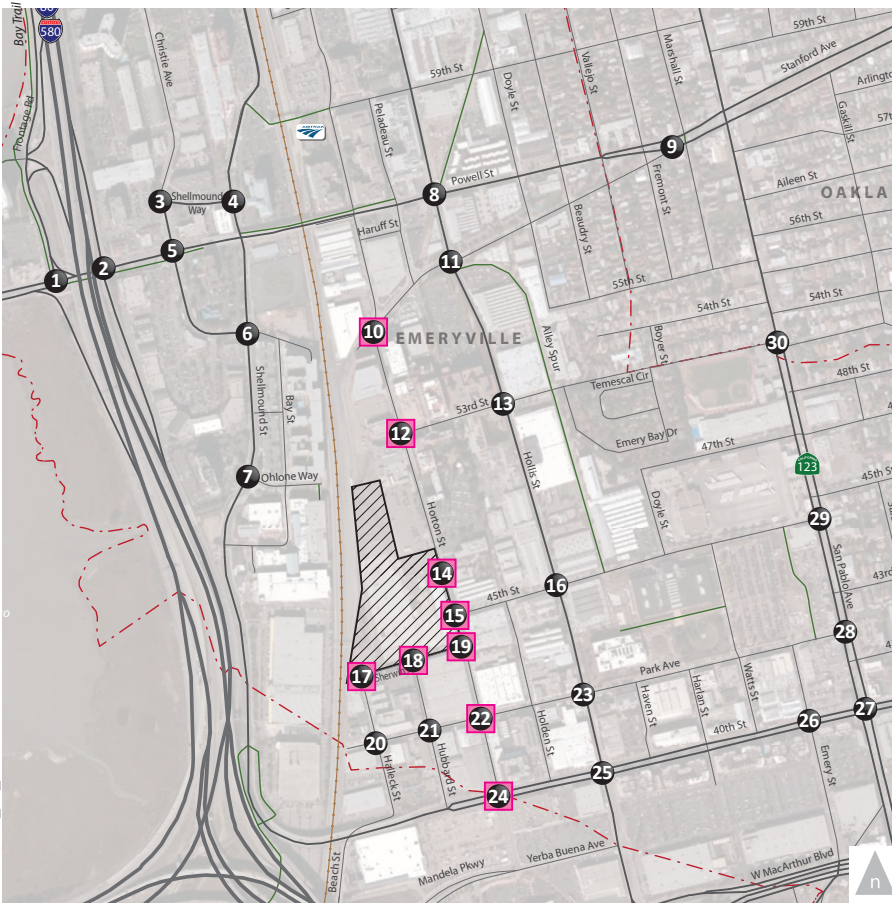 80
580
Bay Trail
Frontage Rd
Christie Ave
59th St
Peladeau St
Doyle St
Vallejo St
Marshall St
59th St
Stanford Ave
Arling
Gaskill St
57t
AMTRAK
9
3
Shellmound
Way
4
8
Powell St
Fremont St
Aileen St
OAKLA
56th St
Haruff St
Beaudry St
5
2
1
11
55th St
54th St
54th St
10
EMERYVILLE
6
Alley Spur
Boyer St
30
48th St
Shellmound St
Bay St
53rd St
13
Temescal Cir
12
Emery Bay Dr
47th St
Hollis St
CALIFORNIA
123
45th St
7
Ohlone Way
Horton St
Doyle St
29
14
45th St
16
15
San Pablo Ave
43rd
19
18
17
Sherw
28
4
Park Ave
22
23
Haven St
Harlan St
Watts St
27
26
21
20
Holden St
40th St
Halleck St
Hubbard St
25
24
Emery St
Beach St
Mandela Pkwy
Yerba Buena Ave
W MacArthur Blvd
n